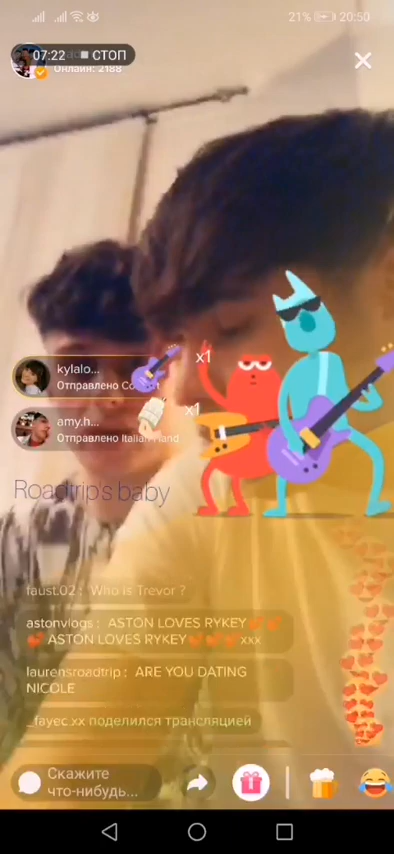 21% 20:50
07:22 СТОП
Онлайн: 2188
kylalo...
Отправлено
x1
amy.h...
Отправлено Italian Hand
x1
Roadtrip's baby
faust.02 : Who is Trevor ?
astonvlogs : ASTON LOVES RYKEY
ASTON LOVES RYKEY xxx
laurensroadtrip : ARE YOU DATING
NICOLE
_fayec.xx поделился трансляцией
Скажите
что-нибудь...